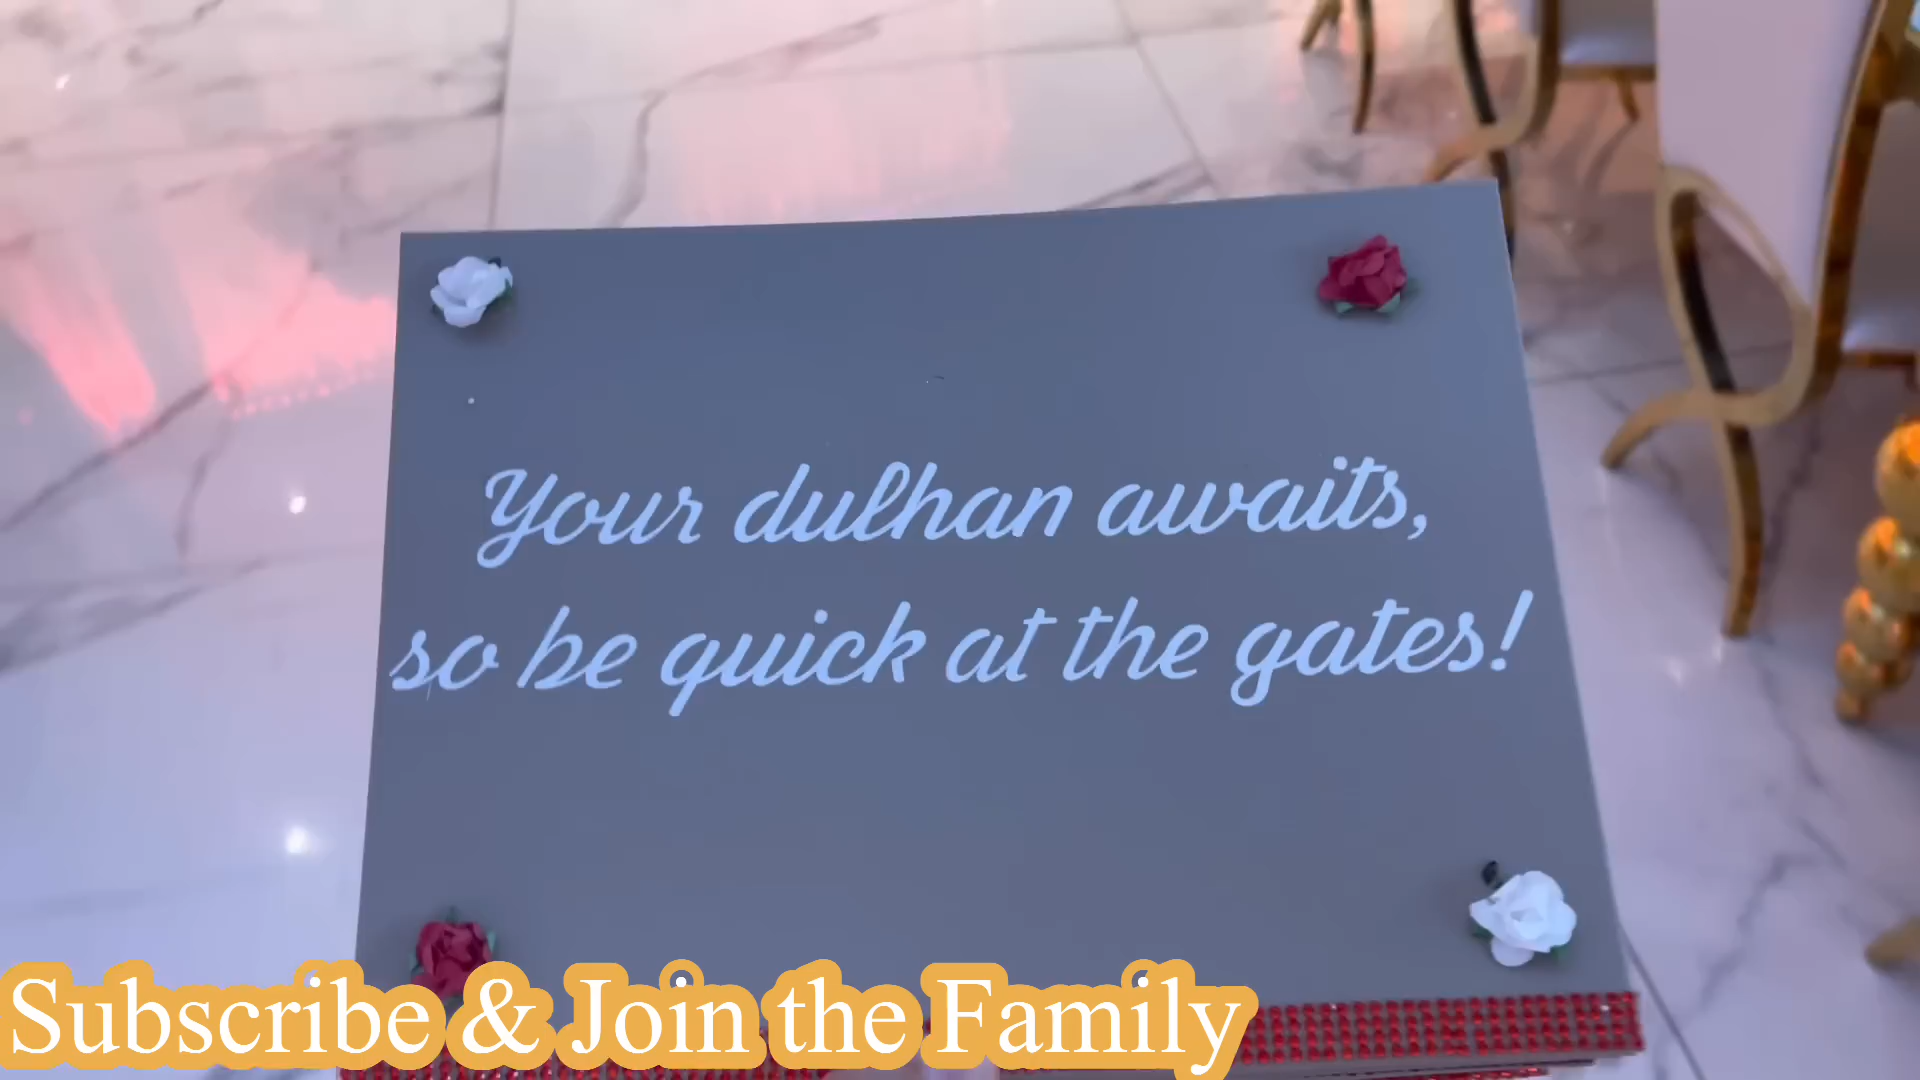 Your dulhan awaits,
so be quick at the gates!
Subscribe & Join the Family